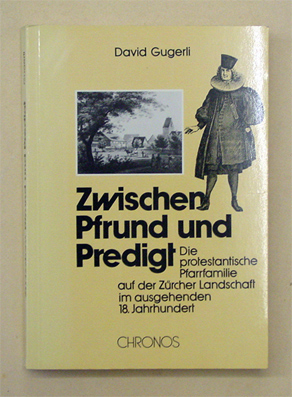 David Gugerli
Zwischen
Pfrund und
Predigt
Die
protestantische
Pfarrfamilie
auf der Zürcher Landschaft
im ausgehenden
18. Jahrhundert
CHRONOS